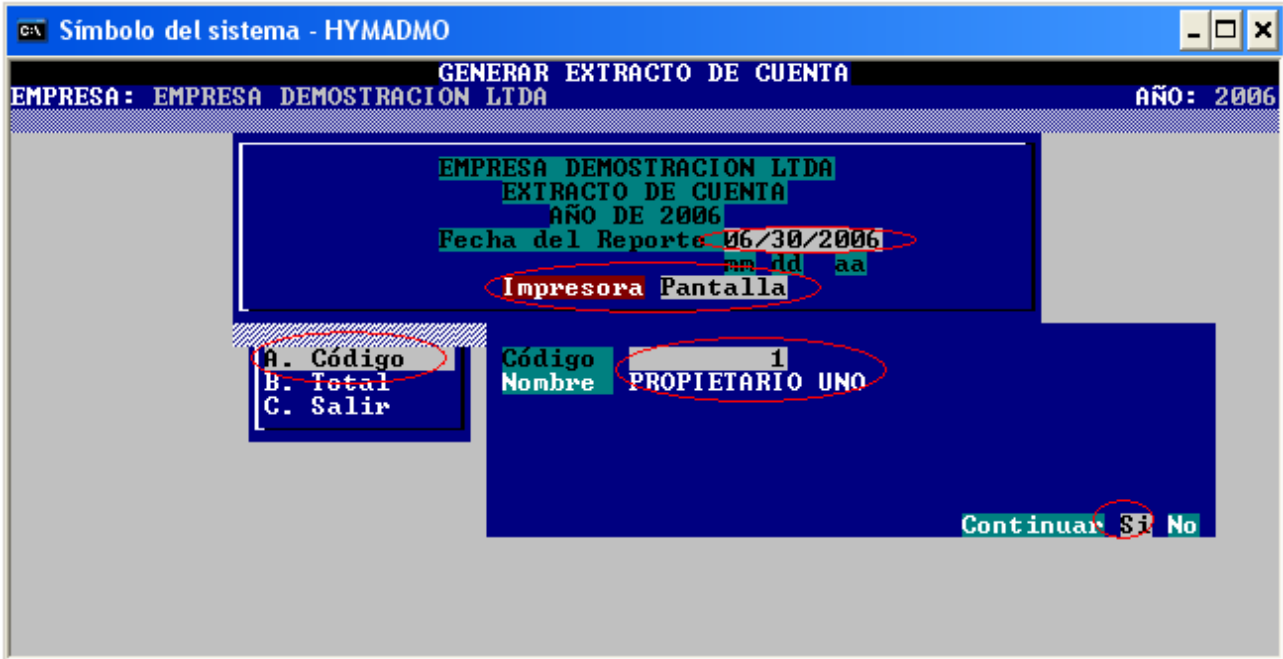 Símbolo del sistema - HYMADMO
GENERAR EXTRACTO DE CUENTA
EMPRESA: EMPRESA DEMOSTRACION LTDA AÑO: 2006
EMPRESA DEMOSTRACION LTDA
EXTRACTO DE CUENTA
AÑO DE 2006
Fecha del Reporte 06/30/2006
mm dd aa
Impresora Pantalla
A. Código
B. Total
C. Salir
Código 1
Nombre PROPIETARIO UNO
Continuar Si No